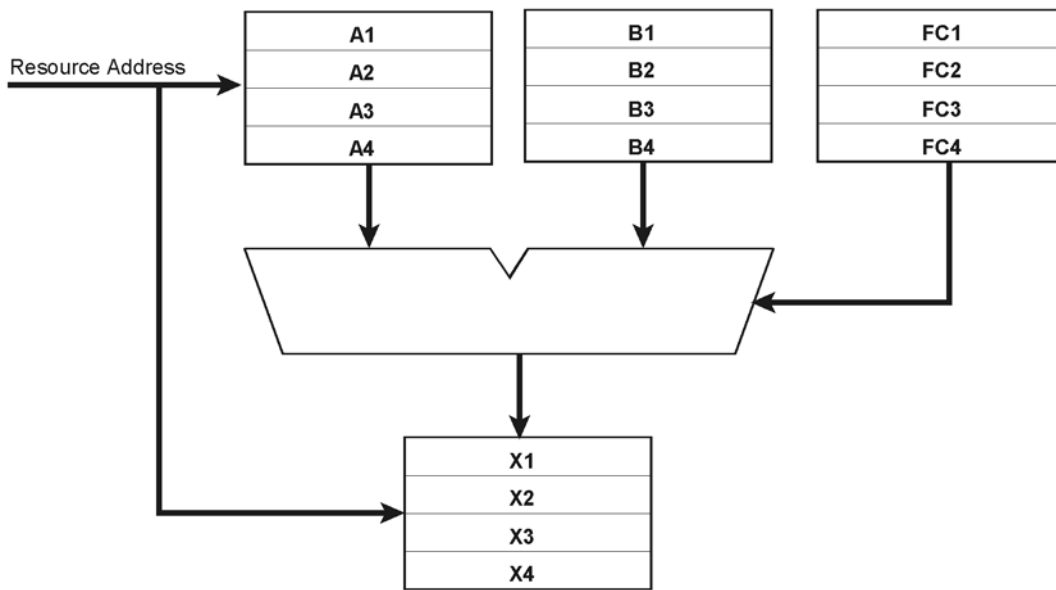 Resource Address
A1
A2
A3
A4
B1
B2
B3
B4
FC1
FC2
FC3
FC4
X1
X2
X3
X4